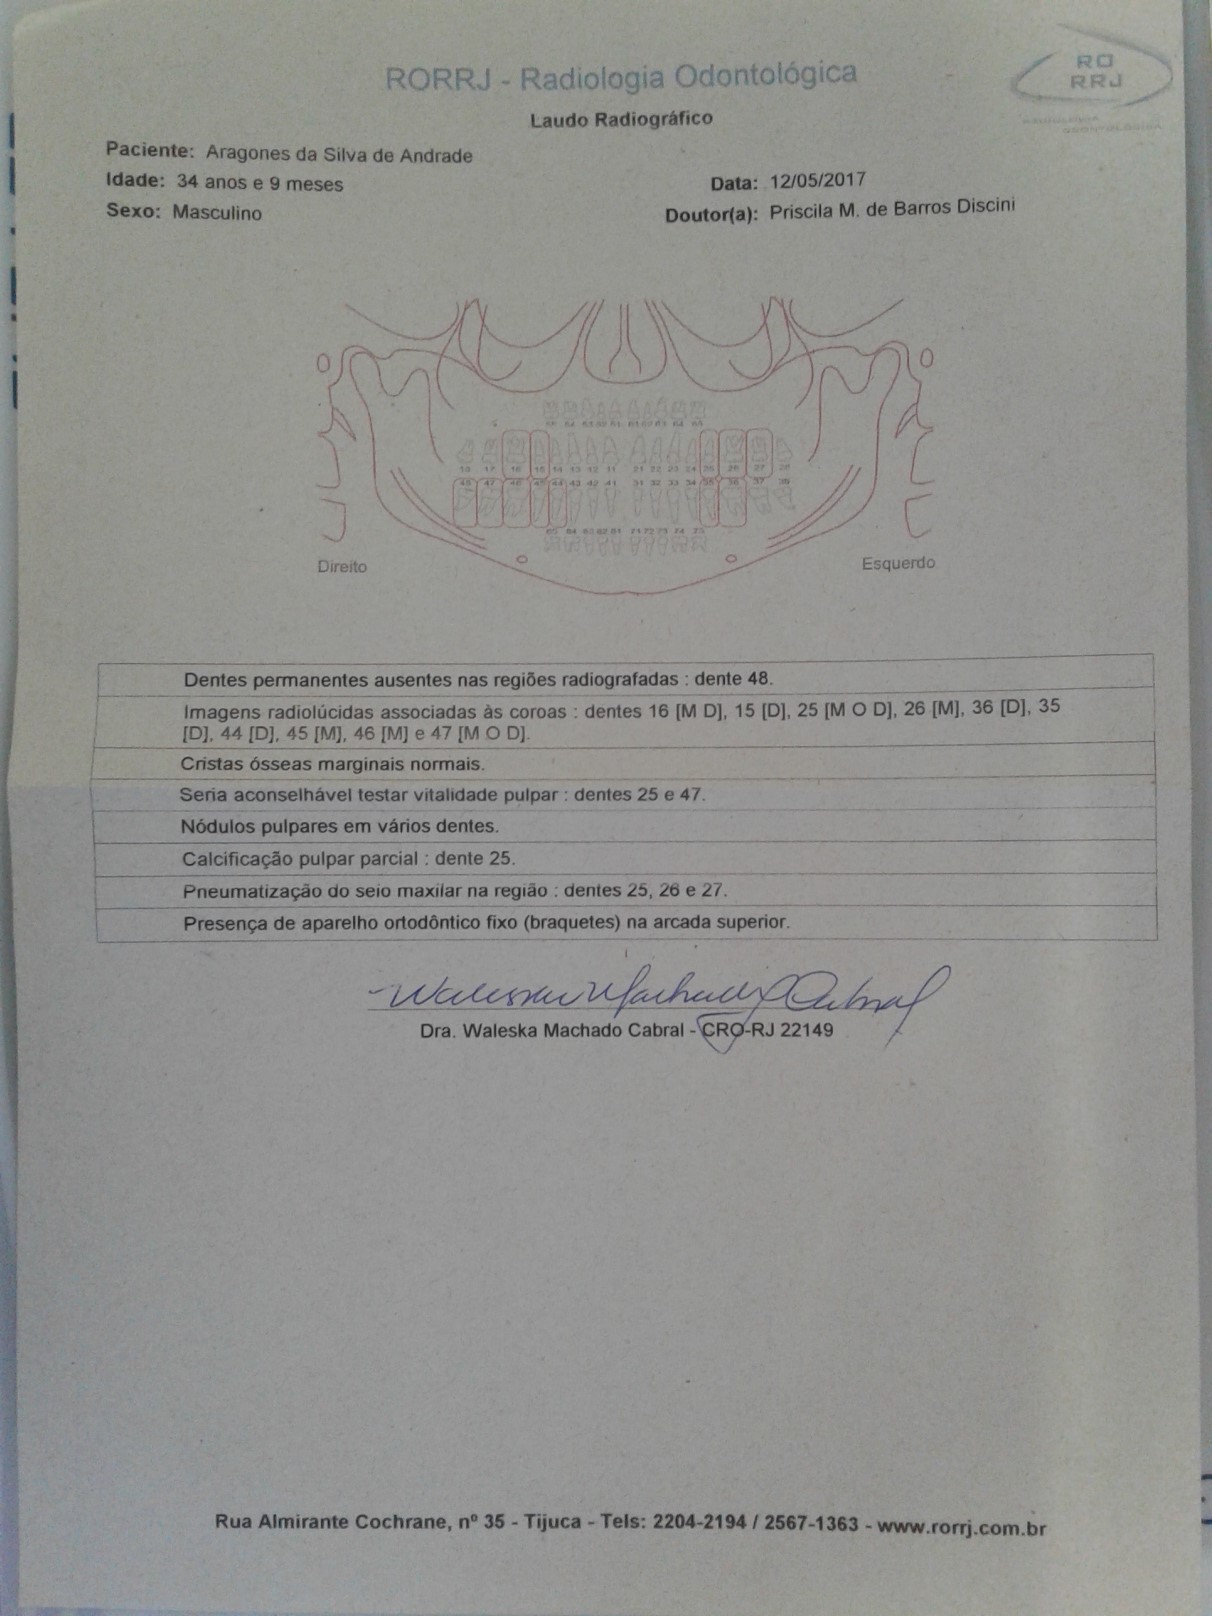 RORRJ - Radiologia Odontológica
RO
RRJ
Laudo Radiográfico
Paciente: Aragones da Silva de Andrade
Idade: 34 anos e 9 meses
Data: 12/05/2017
Sexo: Masculino
Doutor(a): Priscila M. de Barros Discini
18 17 16 15 14 13 12 11 21 22 23 24 25 26 27 28
48 47 46 45 44 43 42 41 31 32 33 34 35 36 37 38
Direito
Esquerdo
Dentes permanentes ausentes nas regiões radiografadas : dente 48.
Imagens radiolúcidas associadas às coroas : dentes 16 [M D], 15 [D], 25 [M O D], 26 [M], 36 [D], 35
[D], 44 [D], 45 [M], 46 [M] e 47 [M O D].
Cristas ósseas marginais normais.
Seria aconselhável testar vitalidade pulpar : dentes 25 e 47.
Nódulos pulpares em vários dentes.
Calcificação pulpar parcial : dente 25.
Pneumatização do seio maxilar na região : dentes 25, 26 e 27.
Presença de aparelho ortodôntico fixo (braquetes) na arcada superior.
Waleska Machado Cabral
Dra. Waleska Machado Cabral - CRO-RJ 22149
Rua Almirante Cochrane, nº 35 - Tijuca - Tels: 2204-2194 / 2567-1363 - www.rorrj.com.br